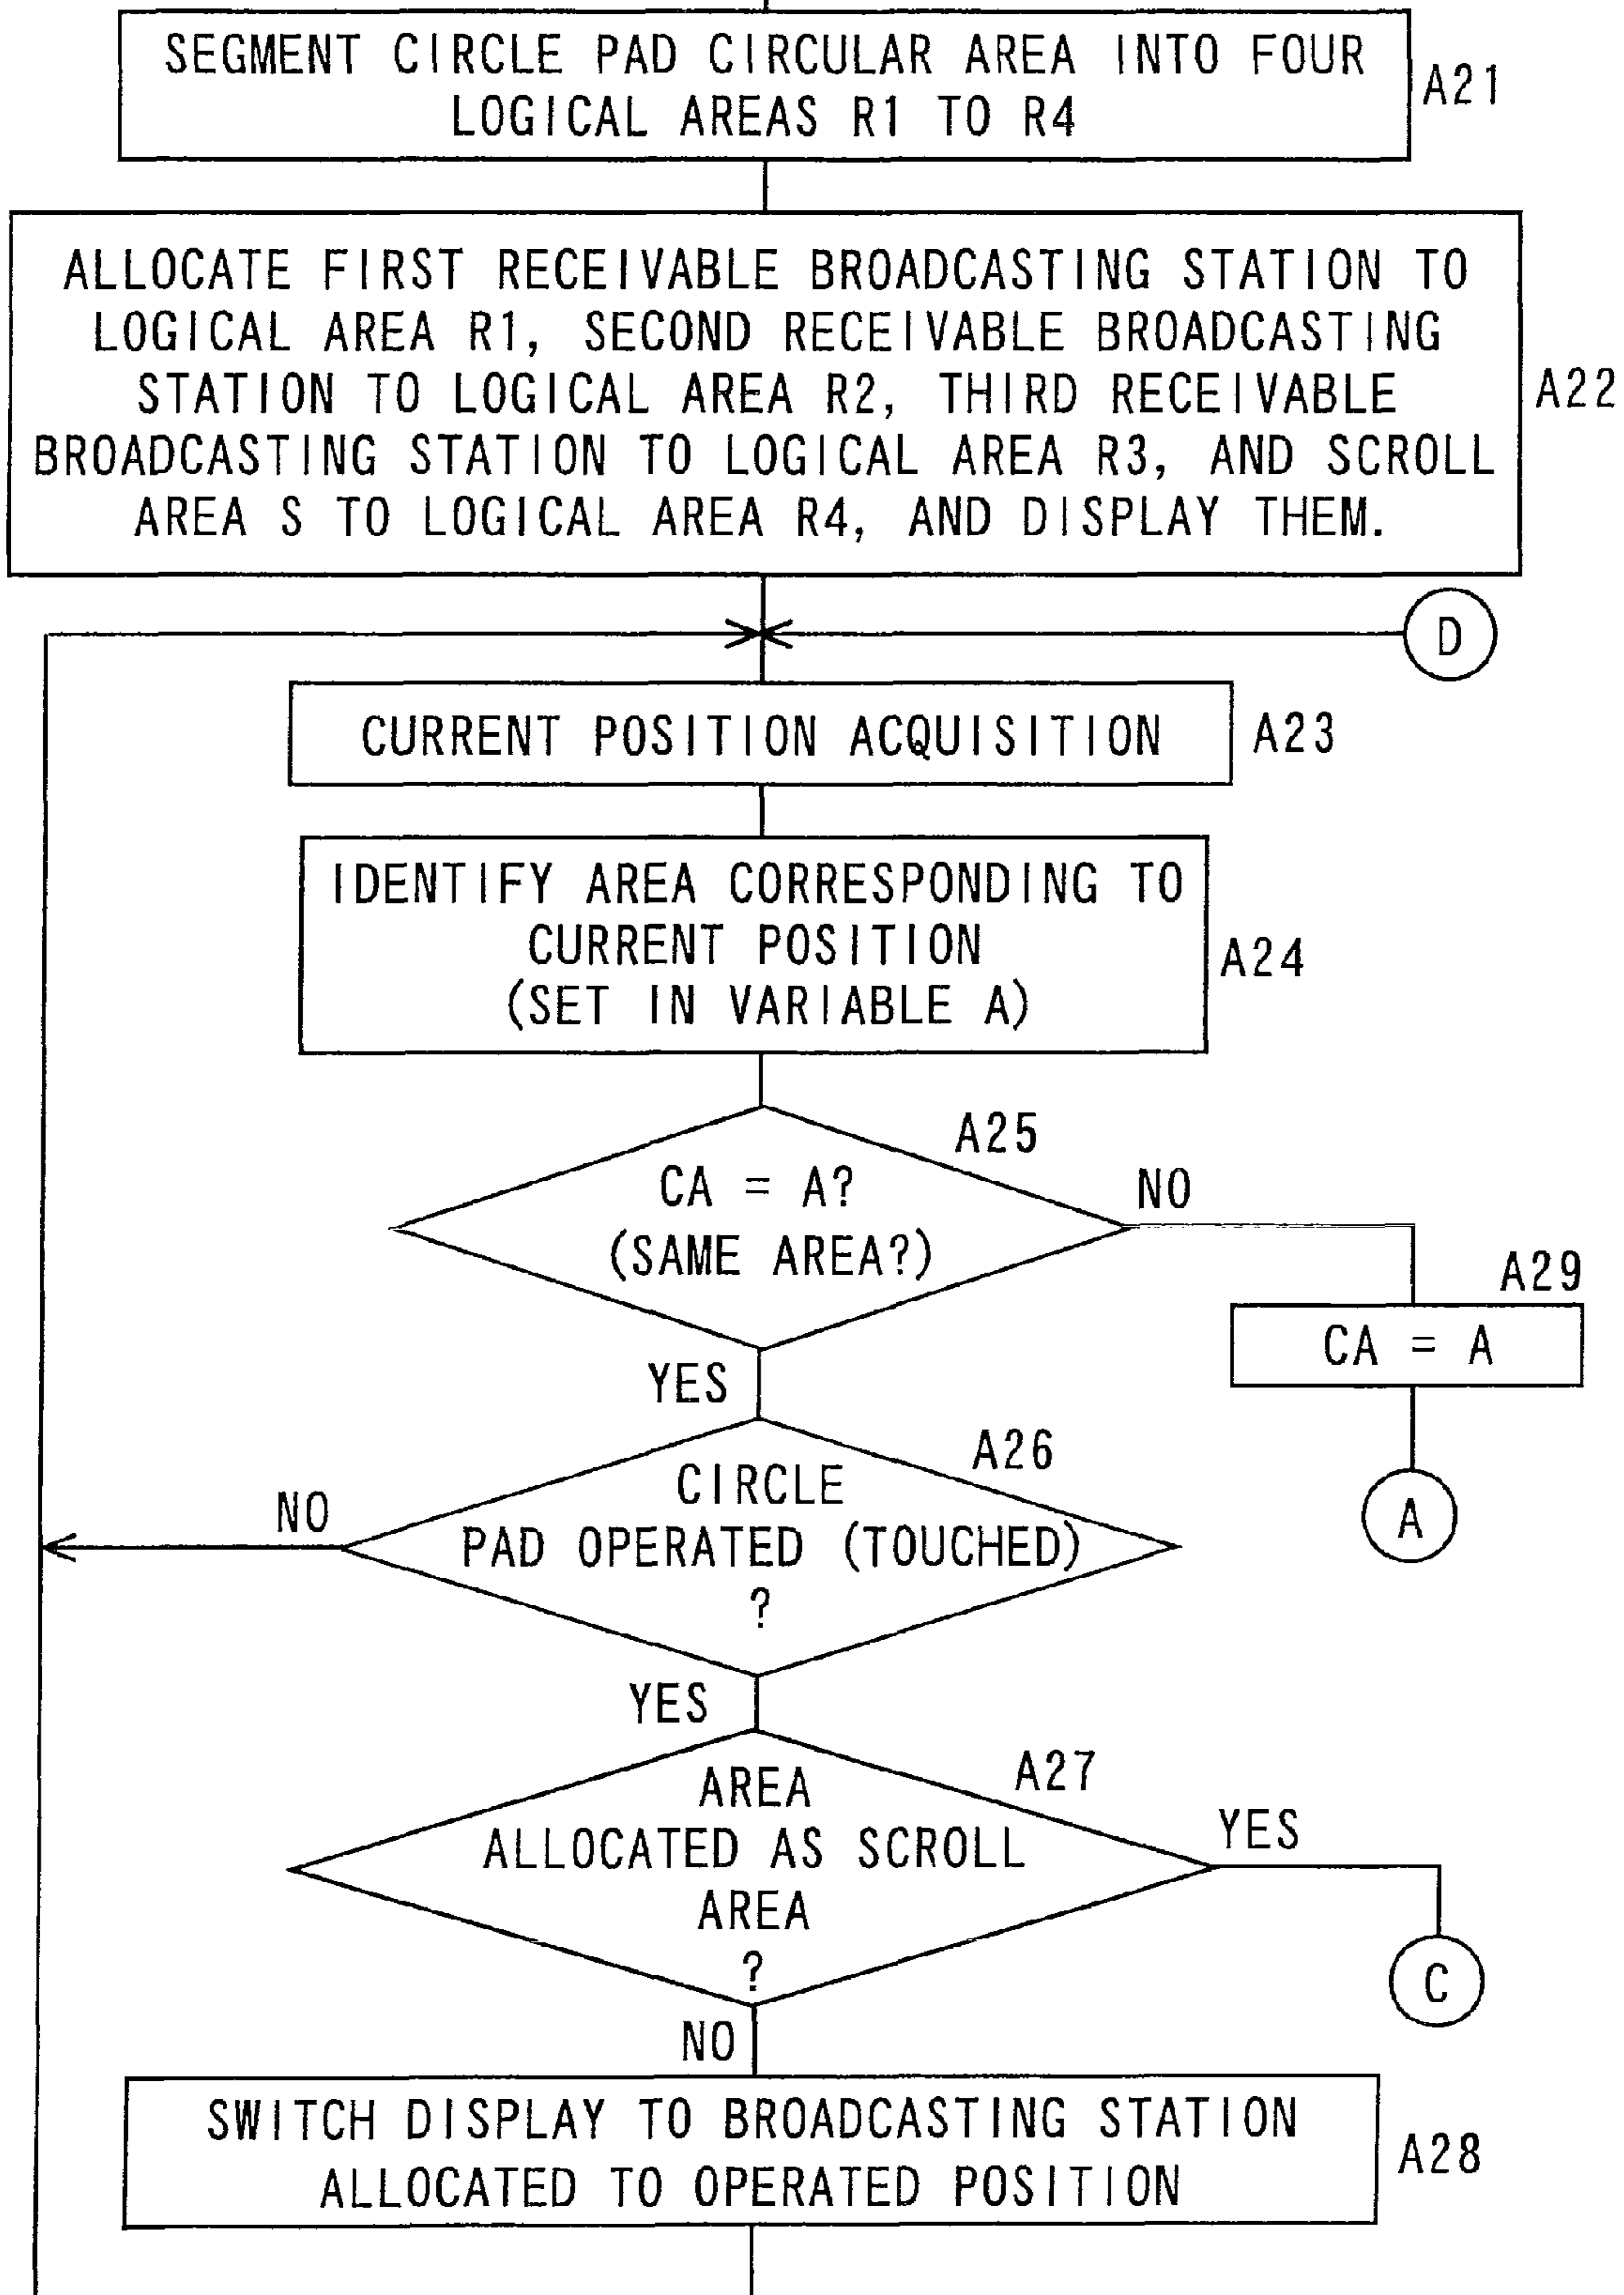 SEGMENT CIRCLE PAD CIRCULAR AREA INTO FOUR
LOGICAL AREAS R1 TO R4
A21
ALLOCATE FIRST RECEIVABLE BROADCASTING STATION TO
LOGICAL AREA R1, SECOND RECEIVABLE BROADCASTING
STATION TO LOGICAL AREA R2, THIRD RECEIVABLE
BROADCASTING STATION TO LOGICAL AREA R3, AND SCROLL
AREA S TO LOGICAL AREA R4, AND DISPLAY THEM.
A22
D
CURRENT POSITION ACQUISITION
A23
IDENTIFY AREA CORRESPONDING TO
CURRENT POSITION
(SET IN VARIABLE A)
A24
A25
CA = A?
(SAME AREA?)
NO
A29
CA = A
A
YES
A26
CIRCLE
PAD OPERATED (TOUCHED)
?
NO
YES
A27
AREA
ALLOCATED AS SCROLL
AREA
?
YES
C
NO
SWITCH DISPLAY TO BROADCASTING STATION
ALLOCATED TO OPERATED POSITION
A28